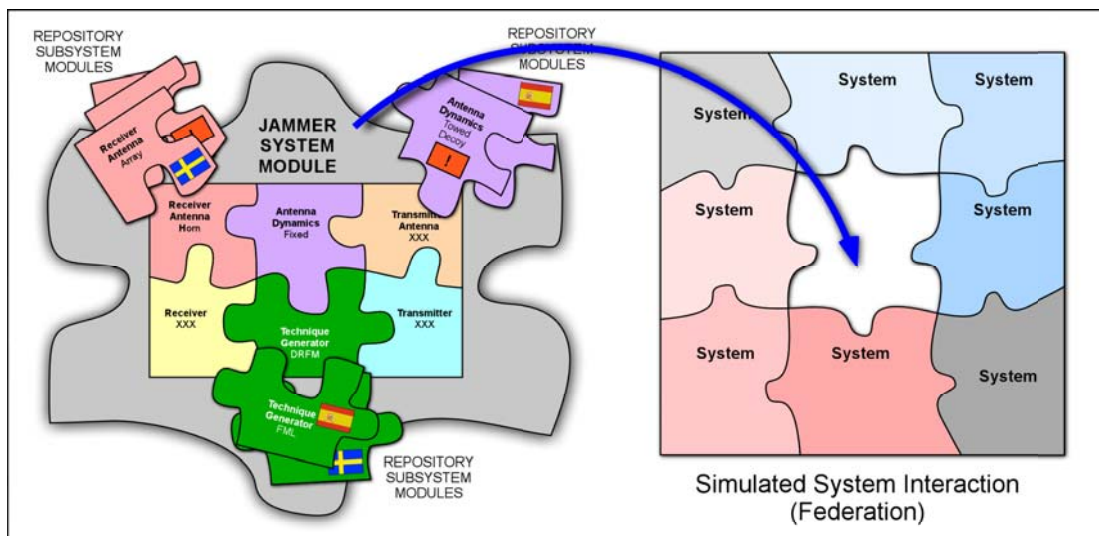 REPOSITORY
SUBSYSTEM
MODULES
REPOSITORY
SUBSYSTEM
MODULES
JAMMER
SYSTEM
MODULE
Receiver
Antenna
Array
!
Antenna
Dynamics
Towed
Decoy
!
Receiver
Antenna
Horn
Antenna
Dynamics
Fixed
Transmitter
Antenna
XXX
Receiver
XXX
Technique
Generator
DRFM
Transmitter
XXX
Technique
Generator
FML
REPOSITORY
SUBSYSTEM
MODULES
System
System
System
System
System
System
System
System
Simulated System Interaction
(Federation)